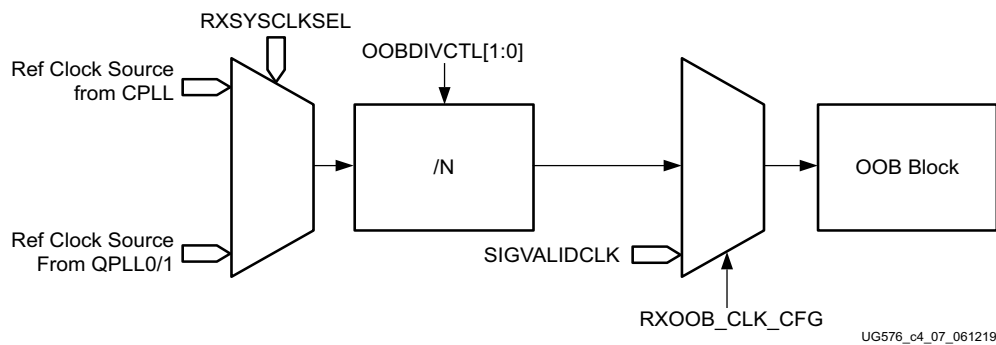 RXSYSCLKSEL
Ref Clock Source
from CPLL
OOBDIVCTL[1:0]
/N
OOB Block
Ref Clock Source
From QPLL0/1
SIGVALIDCLK
RXOOB_CLK_CFG
UG576_c4_07_061219